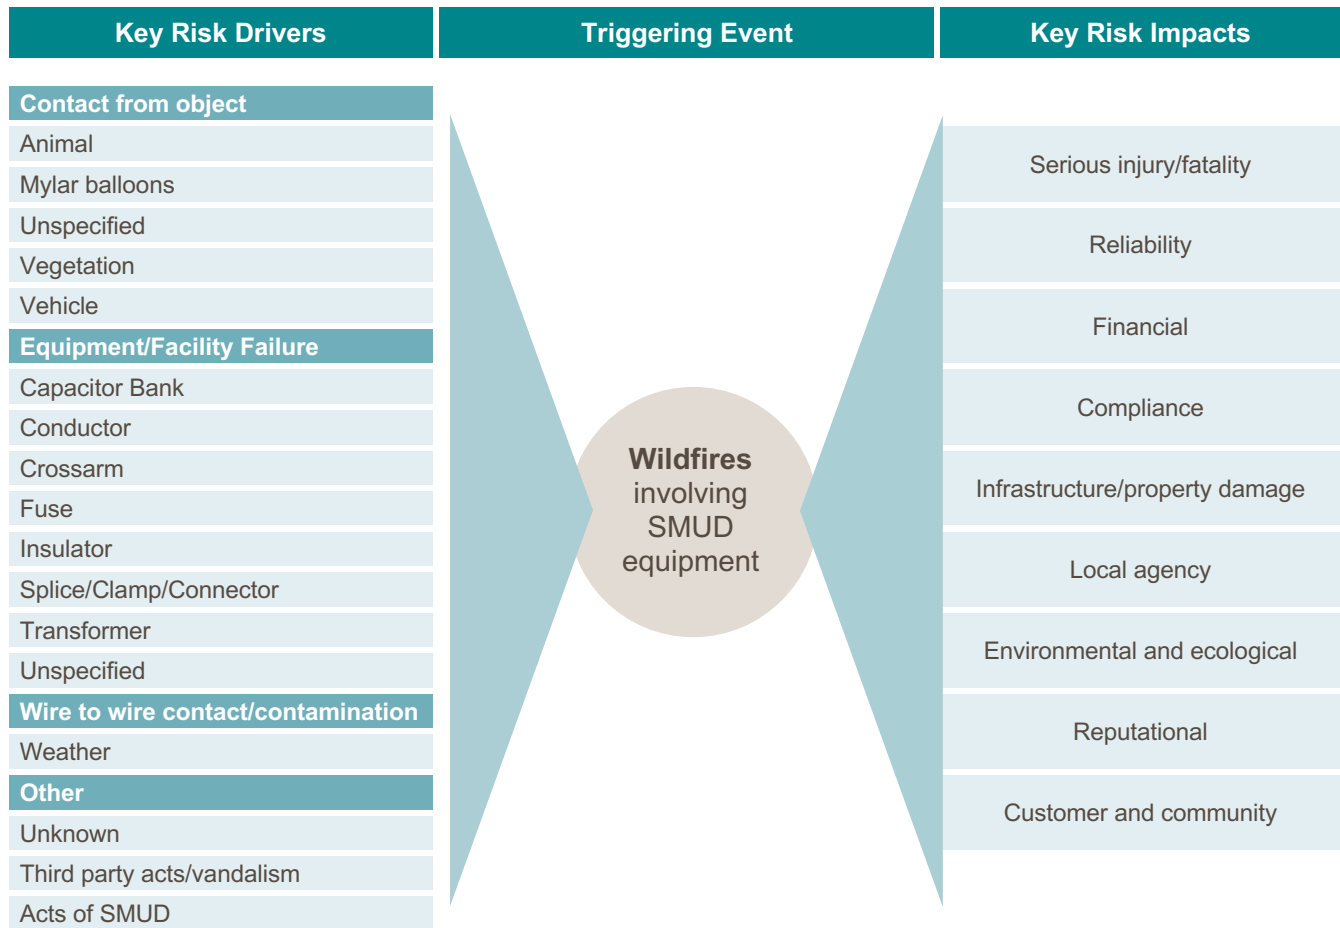 Key Risk Drivers
Triggering Event
Key Risk Impacts
Contact from object
Animal
Mylar balloons
Unspecified
Vegetation
Vehicle
Equipment/Facility Failure
Capacitor Bank
Conductor
Crossarm
Fuse
Insulator
Splice/Clamp/Connector
Transformer
Unspecified
Wire to wire contact/contamination
Weather
Other
Unknown
Third party acts/vandalism
Acts of SMUD
Wildfires
involving
SMUD
equipment
Serious injury/fatality
Reliability
Financial
Compliance
Infrastructure/property damage
Local agency
Environmental and ecological
Reputational
Customer and community